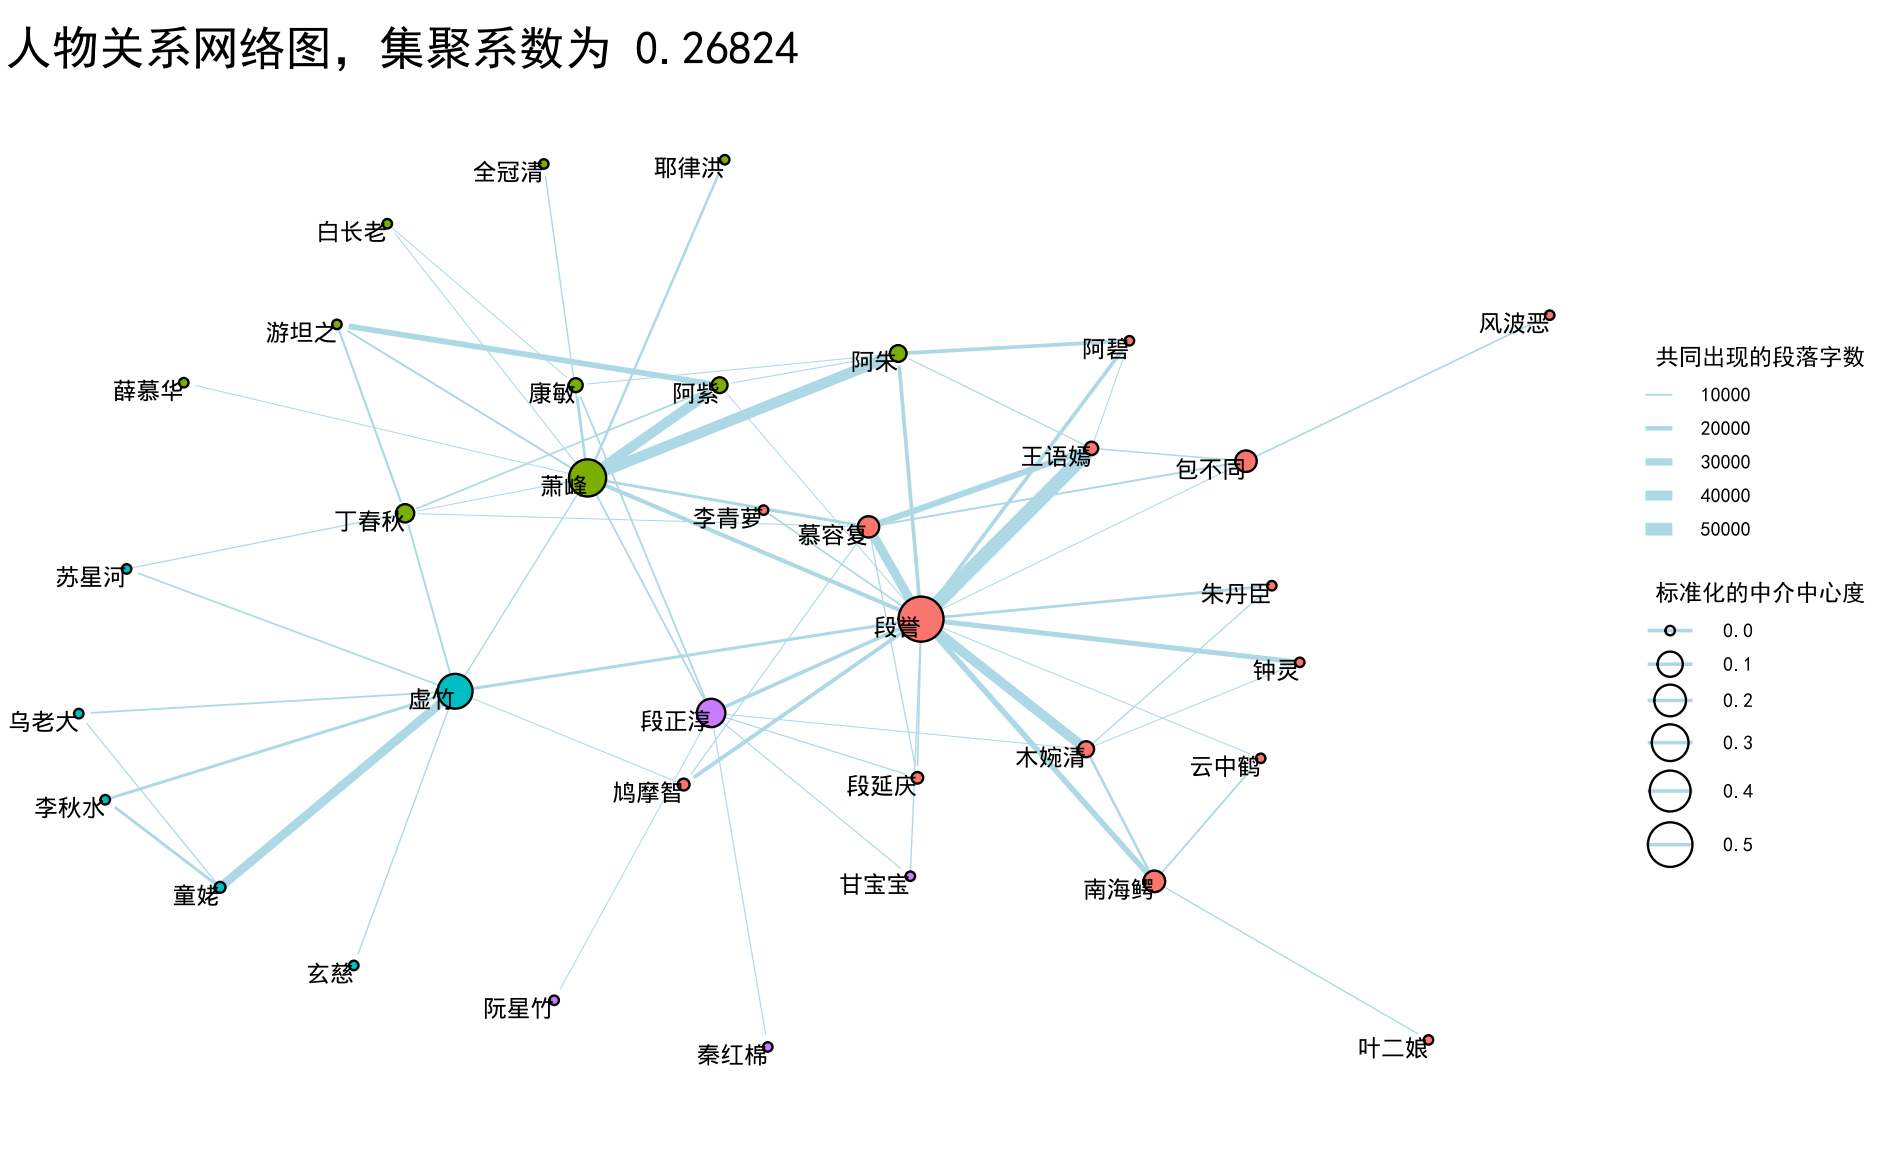 人物关系网络图，集聚系数为 0.26824
全冠清
耶律洪
白长老
游坦之
风波恶
阿碧
阿朱
薛慕华
康敏
阿紫
王语嫣
包不同
萧峰
丁春秋
李青萝
慕容复
苏星河
朱丹臣
段誉
钟灵
虚竹
乌老大
段正淳
木婉清
云中鹤
鸠摩智
段延庆
李秋水
童姥
甘宝宝
南海鳄
玄慈
阮星竹
秦红棉
叶二娘
共同出现的段落字数
10000
20000
30000
40000
50000
标准化的中介中心度
0.0
0.1
0.2
0.3
0.4
0.5